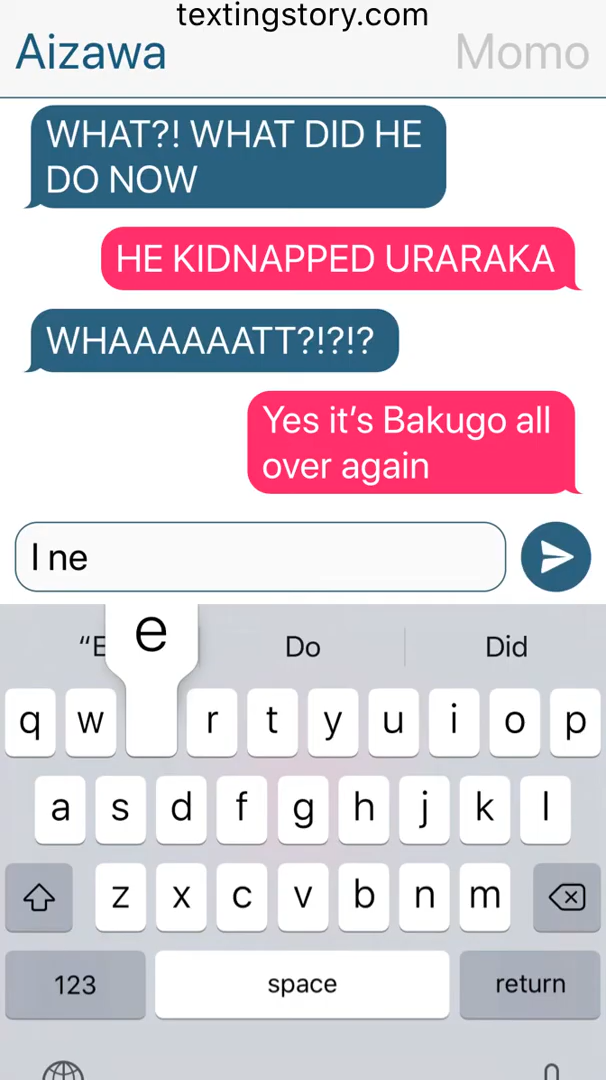 textingstory.com
Aizawa Momo
WHAT?! WHAT DID HE
DO NOW
HE KIDNAPPED URARAKA
WHAAAAAATT?!?!?
Yes it’s Bakugo all
over again
I ne
“E e Do Did
q w r t y u i o p
a s d f g h j k l
z x c v b n m
123 space return